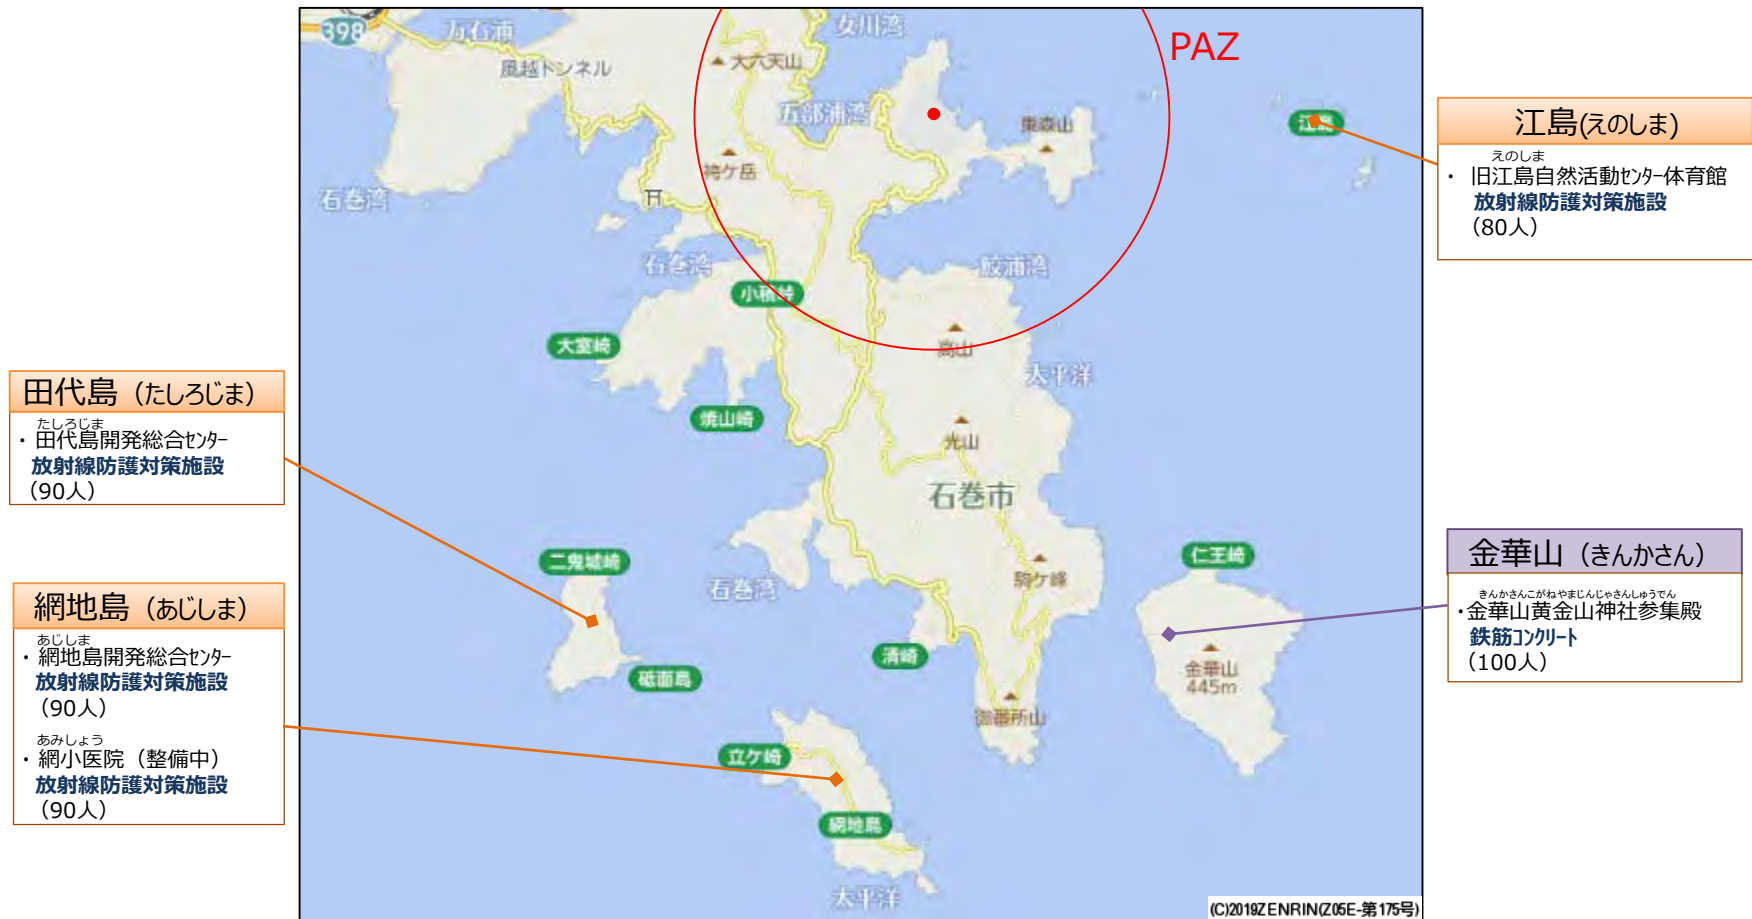 398
万石浦
風越トンネル
大六天山
女川湾
PAZ
五部浦湾
東森山
江島
袴ケ岳
石巻湾
石巻湾
鮫浦湾
小積峠
大室崎
高山
太平洋
焼山崎
光山
石巻市
二鬼城崎
石巻湾
駒ケ峰
仁王崎
清崎
砥面島
金華山
445m
御番所山
立ケ崎
網地島
太平洋
(C)2019ZENRIN(Z05E-第175号)
江島(えのしま)
えのしま
・ 旧江島自然活動センター体育館
放射線防護対策施設
(80人)
田代島（たしろじま）
たしろじま
・田代島開発総合センター
放射線防護対策施設
(90人)
網地島（あじしま）
あじしま
・網地島開発総合センター
放射線防護対策施設
(90人)
あみしょう
・網小医院（整備中）
放射線防護対策施設
(90人)
金華山（きんかさん）
きんかさんこがねやまじんじゃさんしゅうでん
・金華山黄金山神社参集殿
鉄筋コンクリート
(100人)